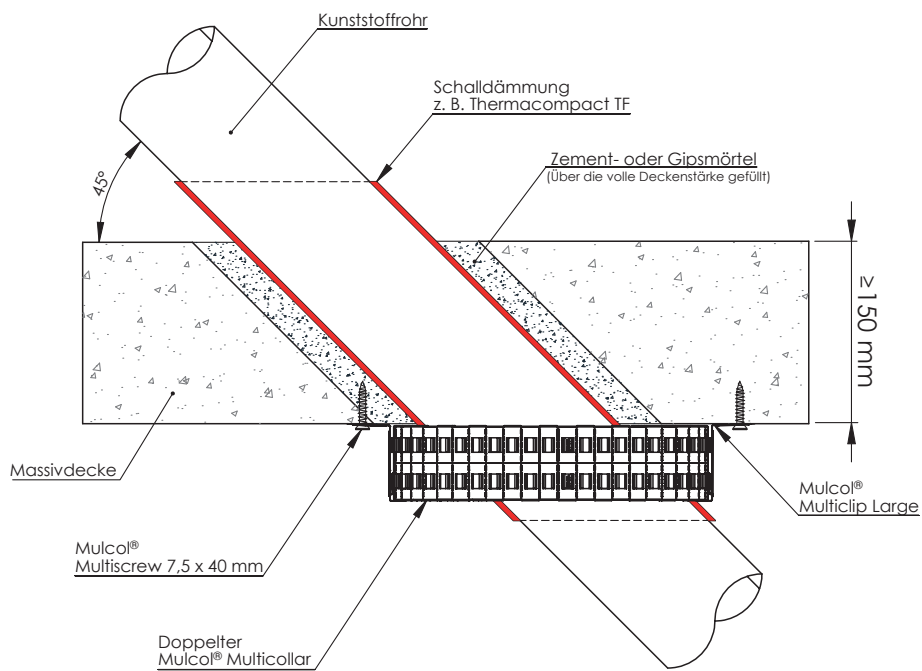 Kunststoffrohr
Schalldämmung
z. B. Thermacompact TF
Zement- oder Gipsmörtel
(Über die volle Deckenstärke gefüllt)
45°
≥ 150 mm
Massivdecke
Mulcol®
Multiclip Large
Mulcol®
Multiscrew 7,5 x 40 mm
Doppelter
Mulcol® Multicollar